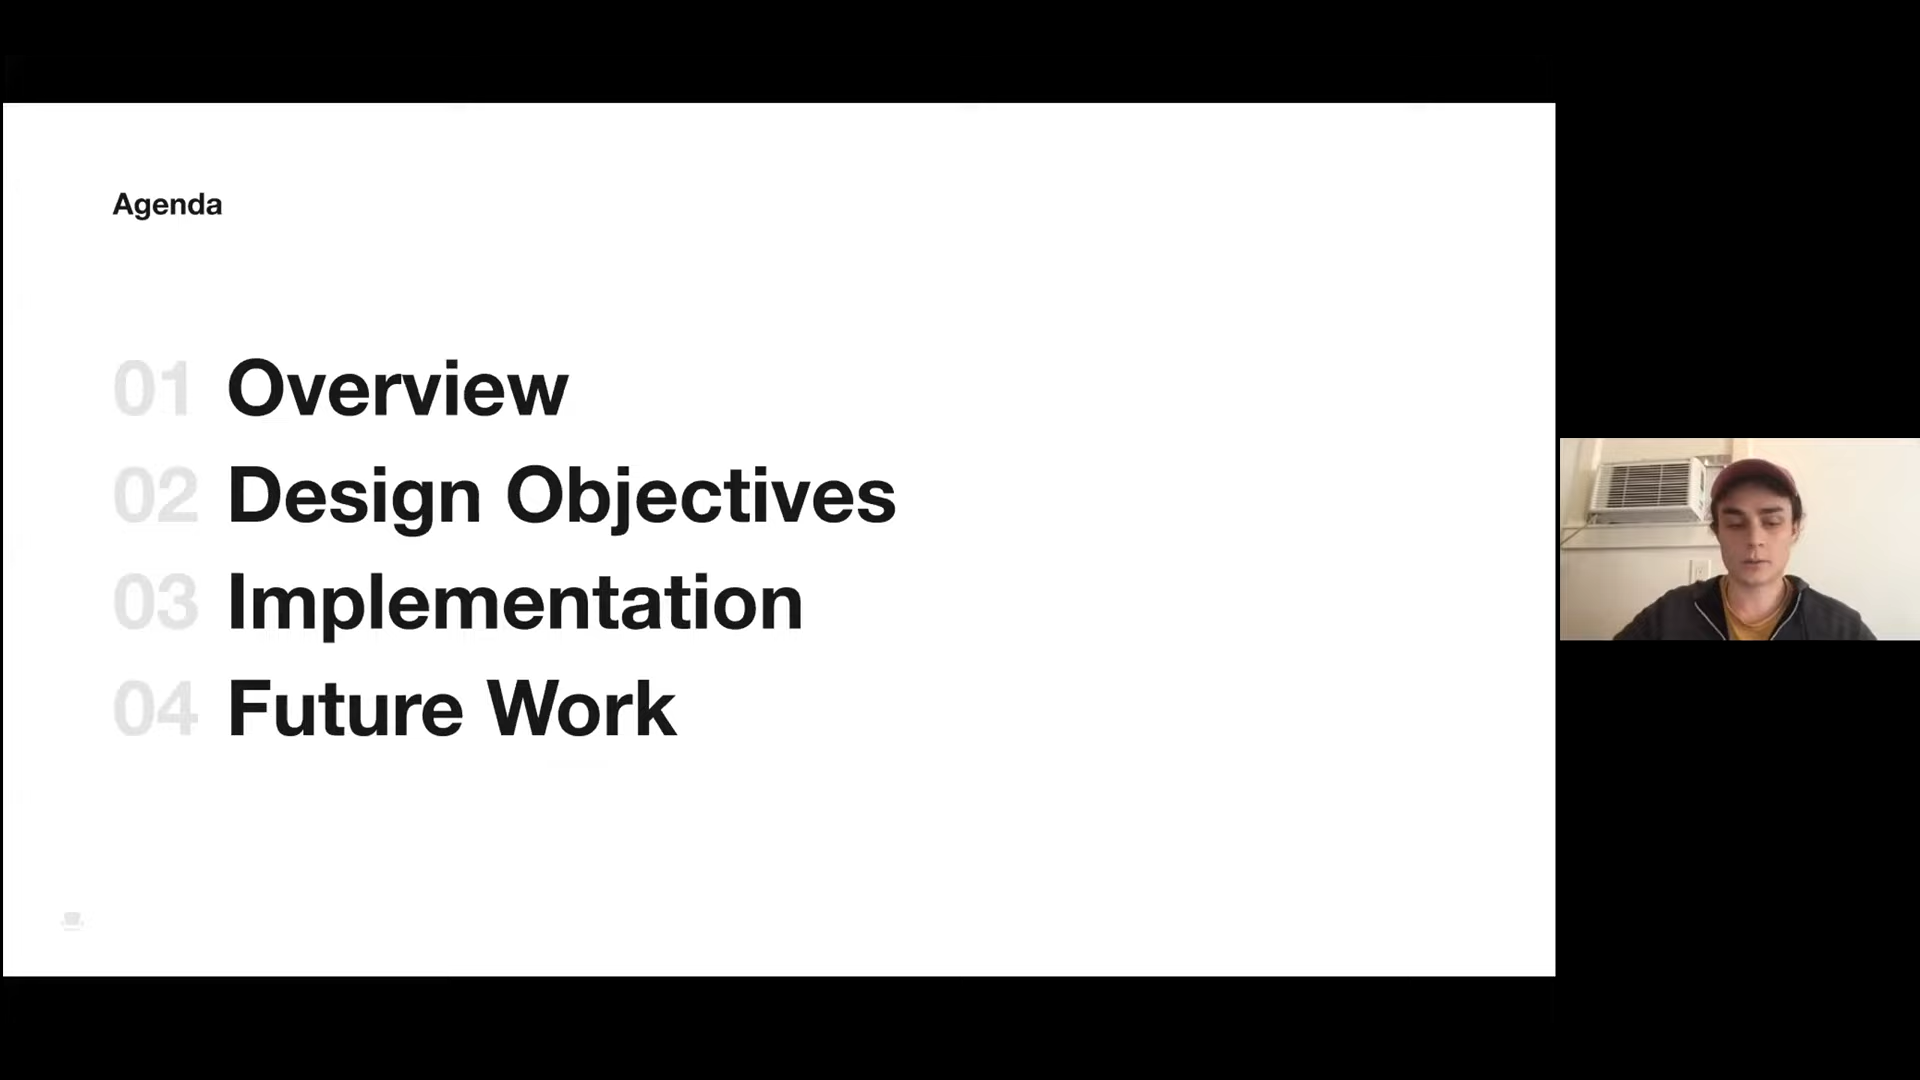 Agenda
01 Overview
02 Design Objectives
03 Implementation
04 Future Work